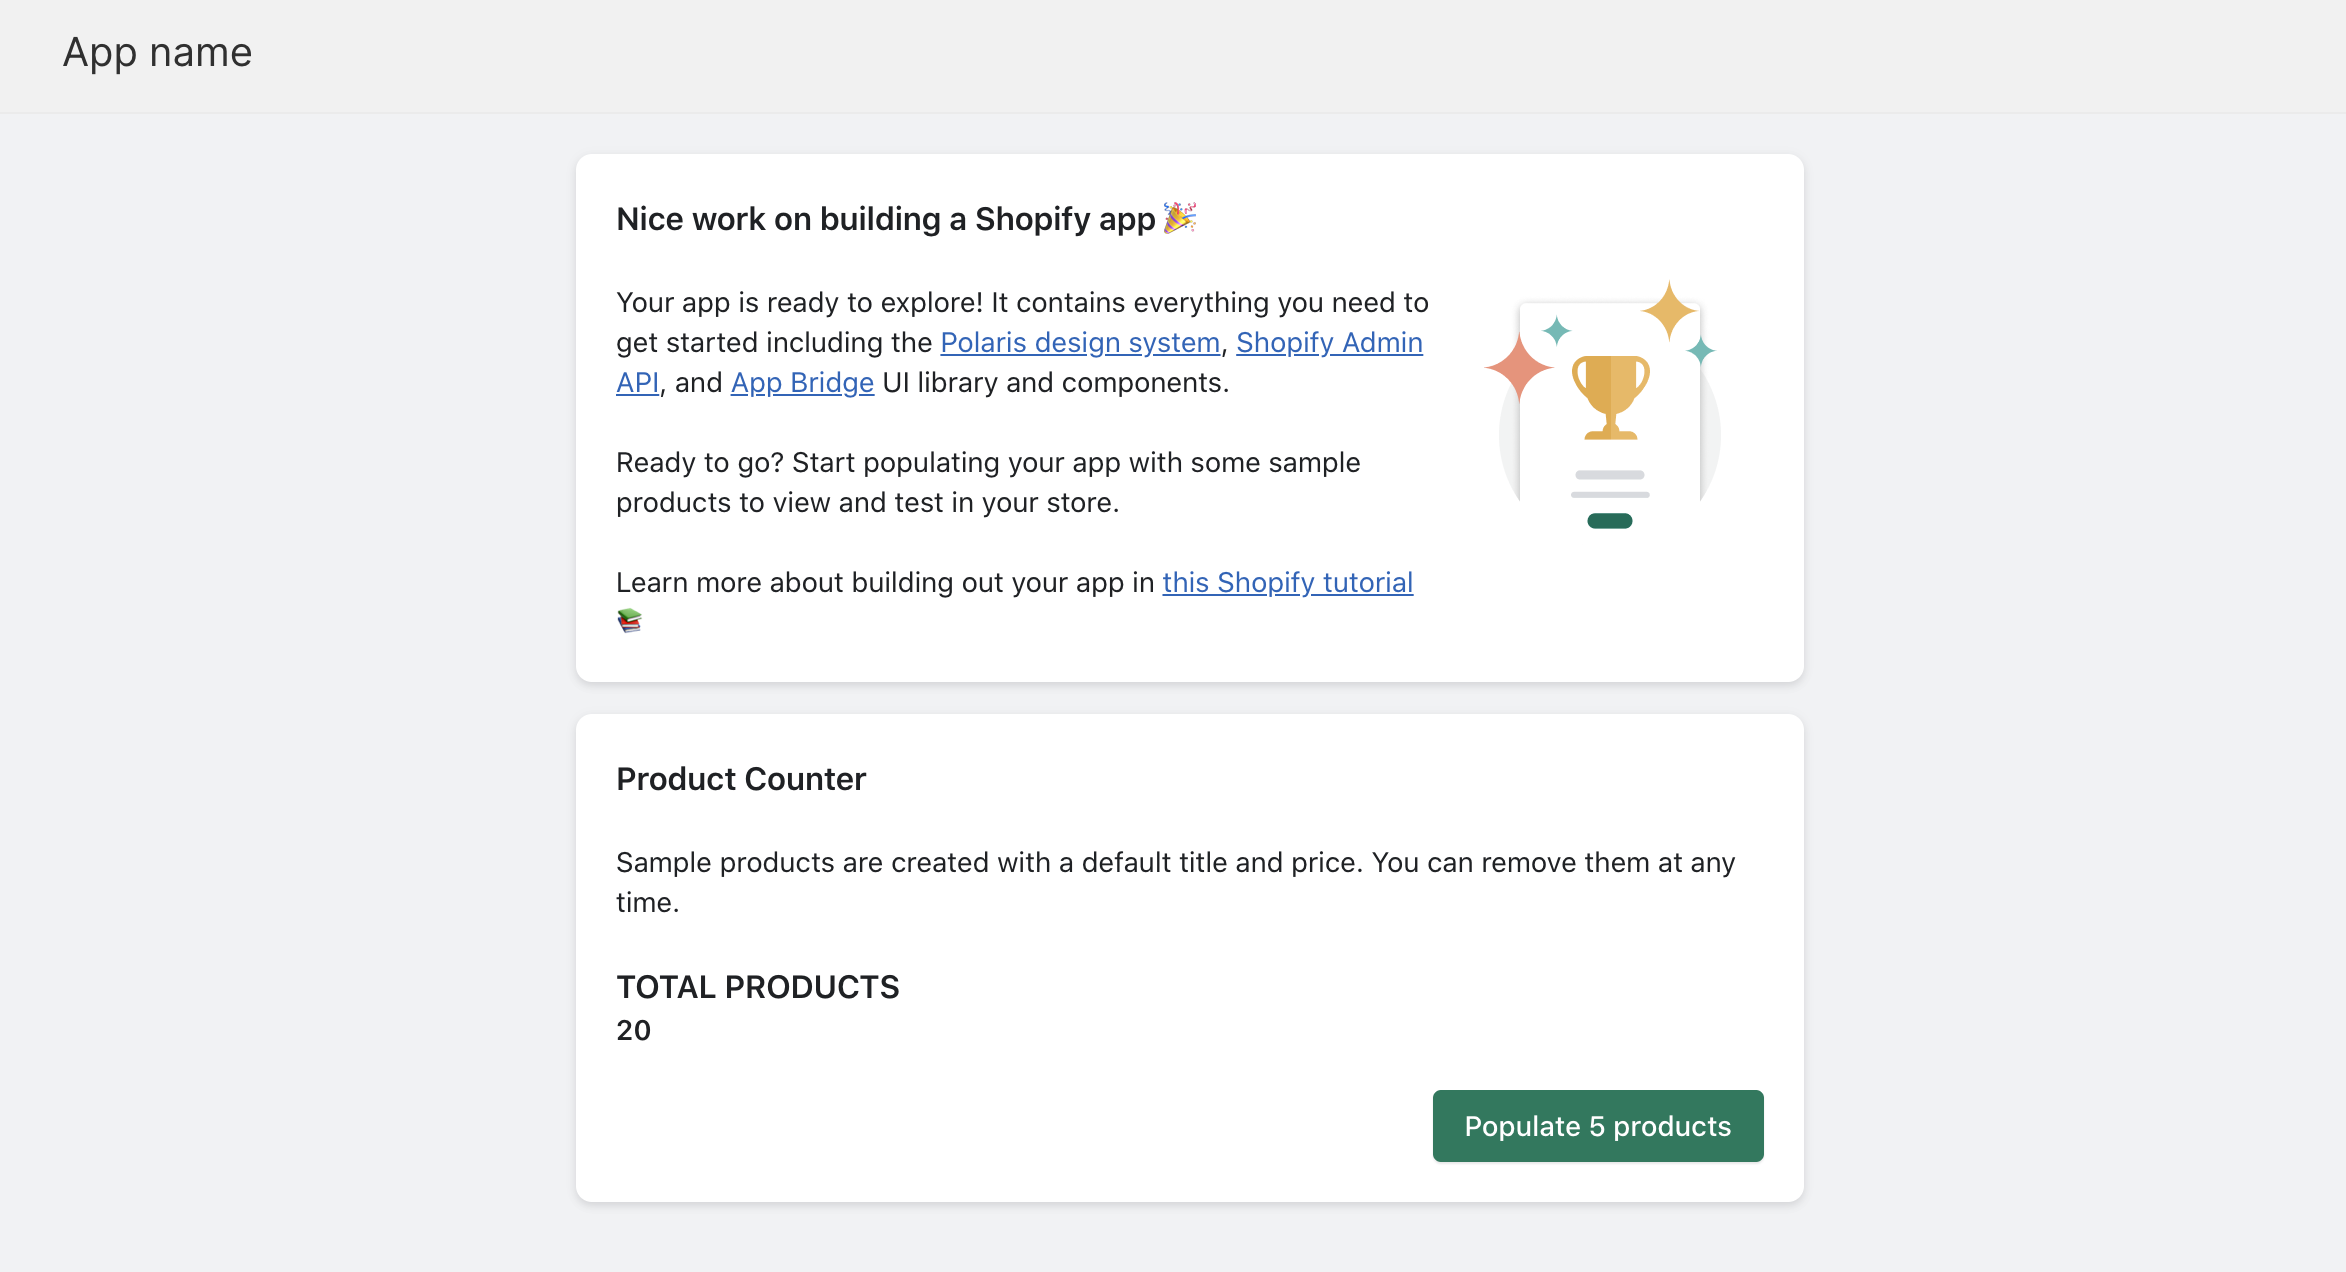 App name
Nice work on building a Shopify app 🎉
Your app is ready to explore! It contains everything you need to
get started including the Polaris design system, Shopify Admin
API, and App Bridge UI library and components.
Ready to go? Start populating your app with some sample
products to view and test in your store.
Learn more about building out your app in this Shopify tutorial
📚
Product Counter
Sample products are created with a default title and price. You can remove them at any
time.
TOTAL PRODUCTS
20
Populate 5 products